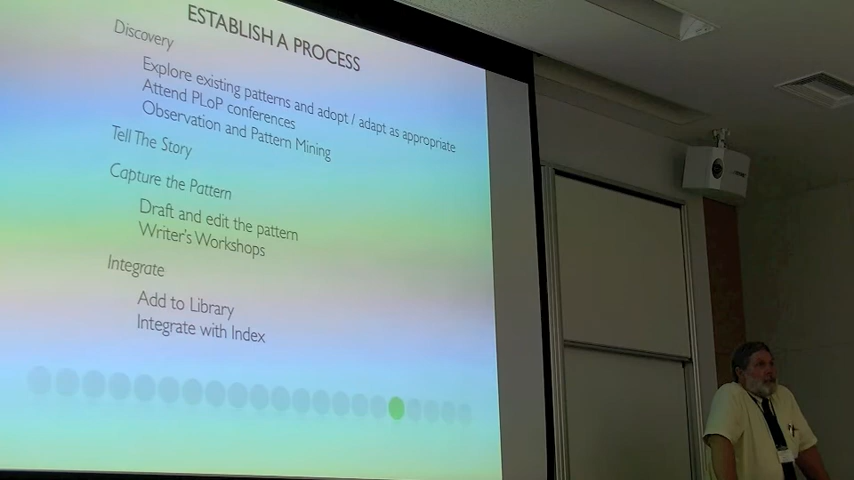 ESTABLISH A PROCESS
Discovery
Explore existing patterns and adopt / adapt as appropriate
Attend PLoP conferences
Observation and Pattern Mining
Tell The Story
Capture the Pattern
Draft and edit the pattern
Writer's Workshops
Integrate
Add to Library
Integrate with Index